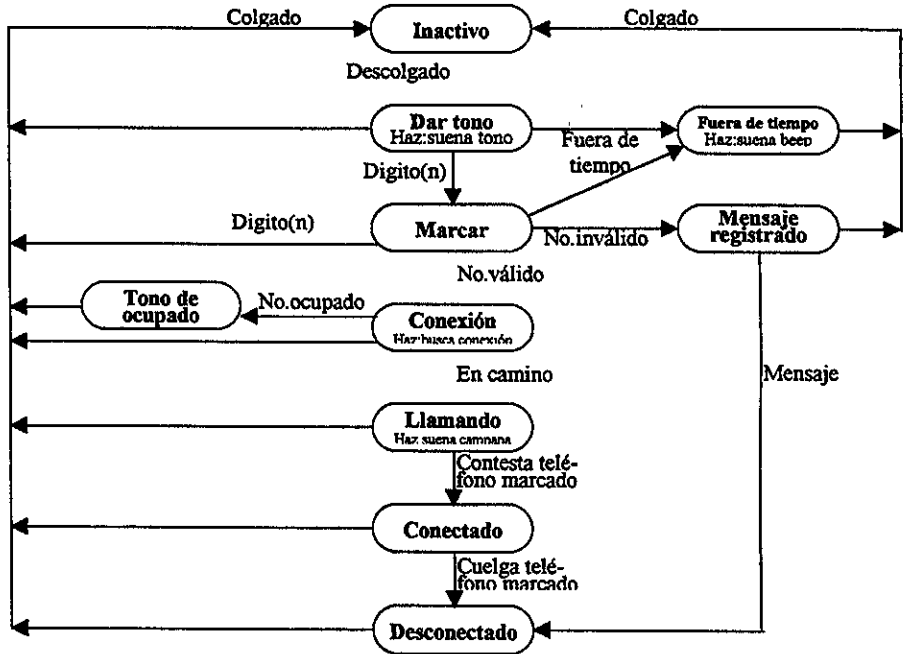 Colgado
Inactivo
Colgado
Descolgado
Dar tono
Haz:suena tono
Fuera de
tiempo
Fuera de tiempo
Haz:suena beep
Digito(n)
Digito(n)
Marcar
No.inválido
Mensaje
registrado
No.válido
Tono de
ocupado
No.ocupado
Conexión
Haz:busca conexión
En camino
Mensaje
Llamando
Haz suena campana
Contesta telé-
fono marcado
Conectado
Cuelga telé-
fono marcado
Desconectado